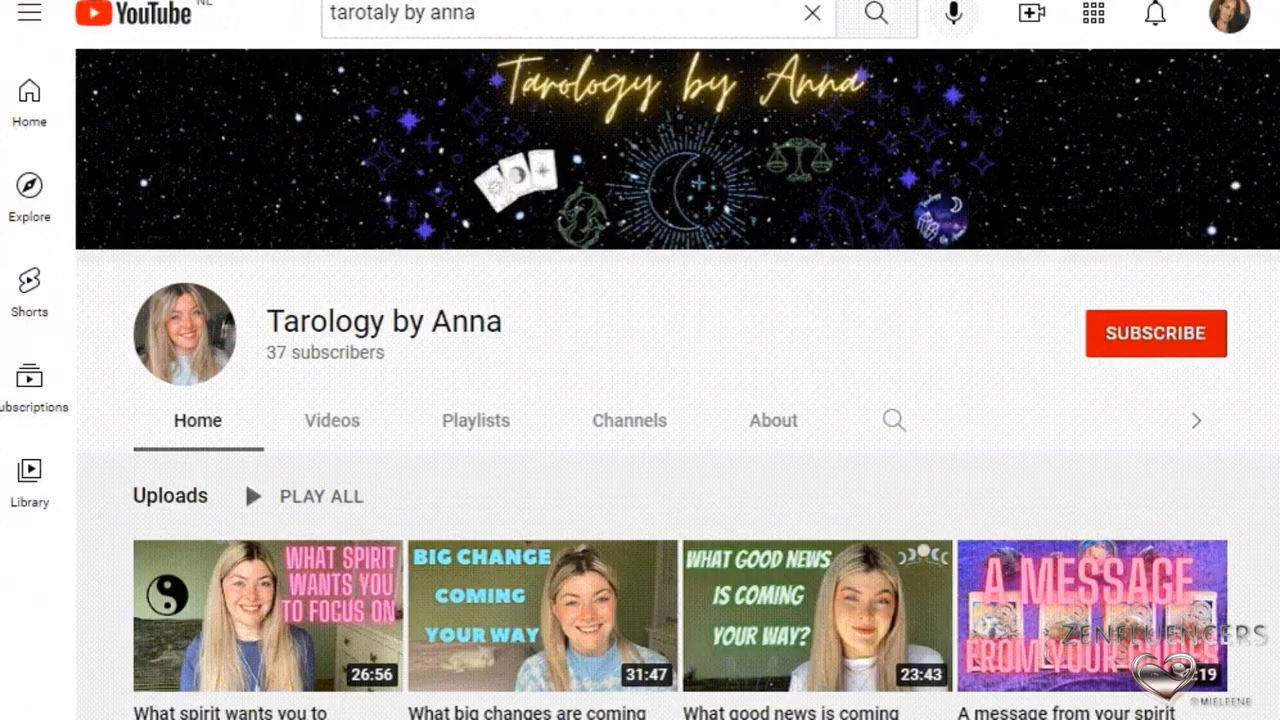 YouTube NL
tarotaly by anna
Tarology by Anna
Home
Explore
Shorts
ubscriptions
Library
Tarology by Anna
37 subscribers
SUBSCRIBE
Home Videos Playlists Channels About
Uploads PLAY ALL
WHAT SPIRIT
WANTS YOU
TO FOCUS ON
26:56
BIG CHANGE
COMING
YOUR WAY
31:47
WHAT GOOD NEWS
IS COMING
YOUR WAY?
23:43
A MESSAGE
FROM YOUR
:19
ZENFLUENCERS
@MIELEENE
What spirit wants you to
What big changes are coming
What good news is coming
A message from your spirit